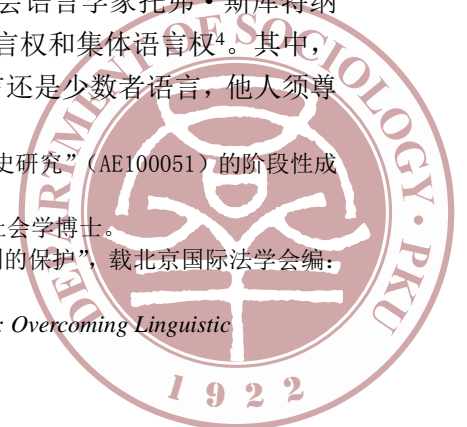 会语言学家托弗·斯库特纳
言权和集体语言权⁴。其中，
还是少数者语言，他人须尊
史研究”（AE100051）的阶段性成
社会学博士。
的保护”，载北京国际法学会编：
: Overcoming Linguistic
DEPARTMENT OF SOCIOLOGY · PKU
1922